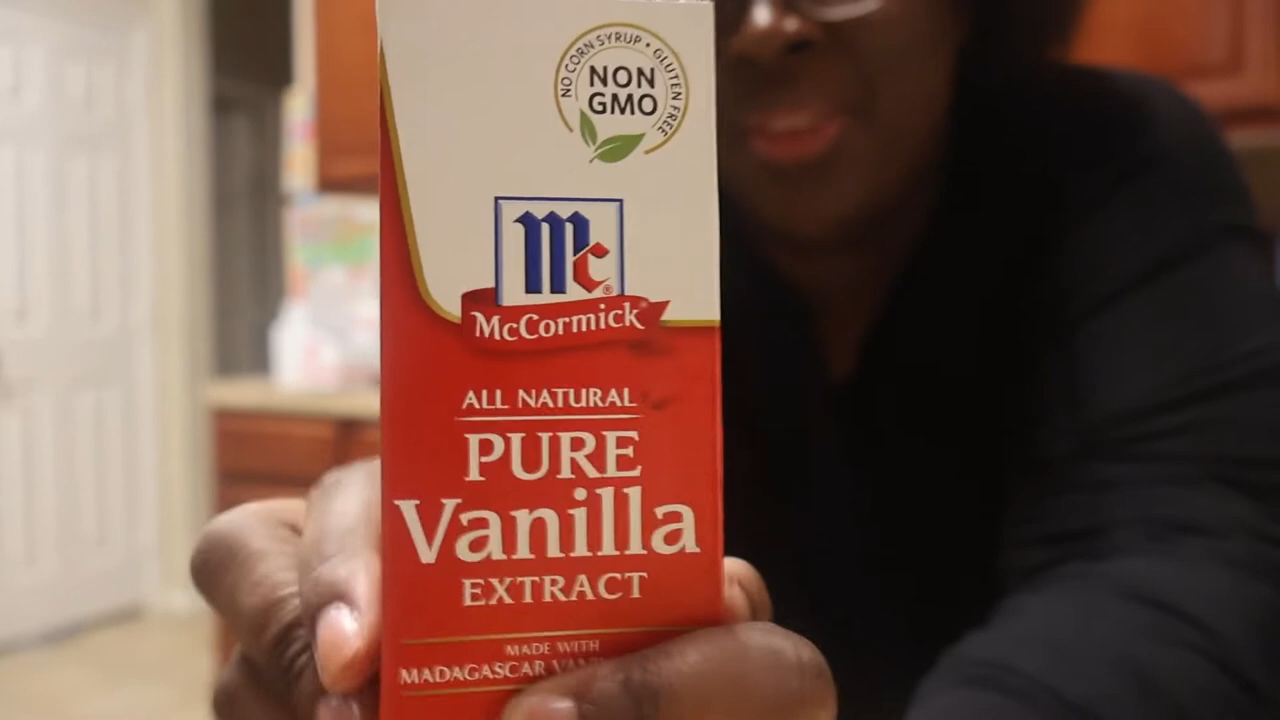 NO CORN SYRUP • GLUTEN FREE
NON
GMO
Mc®
McCormick®
ALL NATURAL
PURE
Vanilla
EXTRACT
MADE WITH
MADAGASCAR